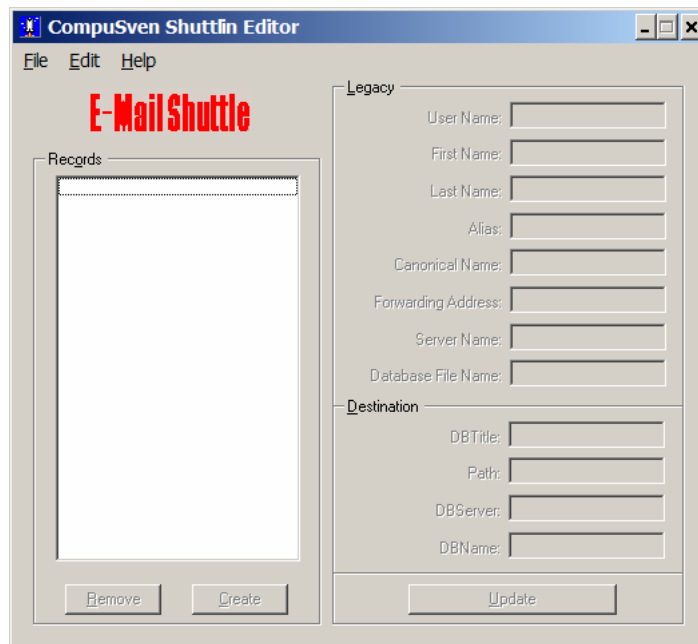 CompuSven Shuttlin Editor
File Edit Help
E-Mail Shuttle
Records
Remove Create
Legacy
User Name:
First Name:
Last Name:
Alias:
Canonical Name:
Forwarding Address:
Server Name:
Database File Name:
Destination
DBTitle:
Path:
DBServer:
DBName:
Update